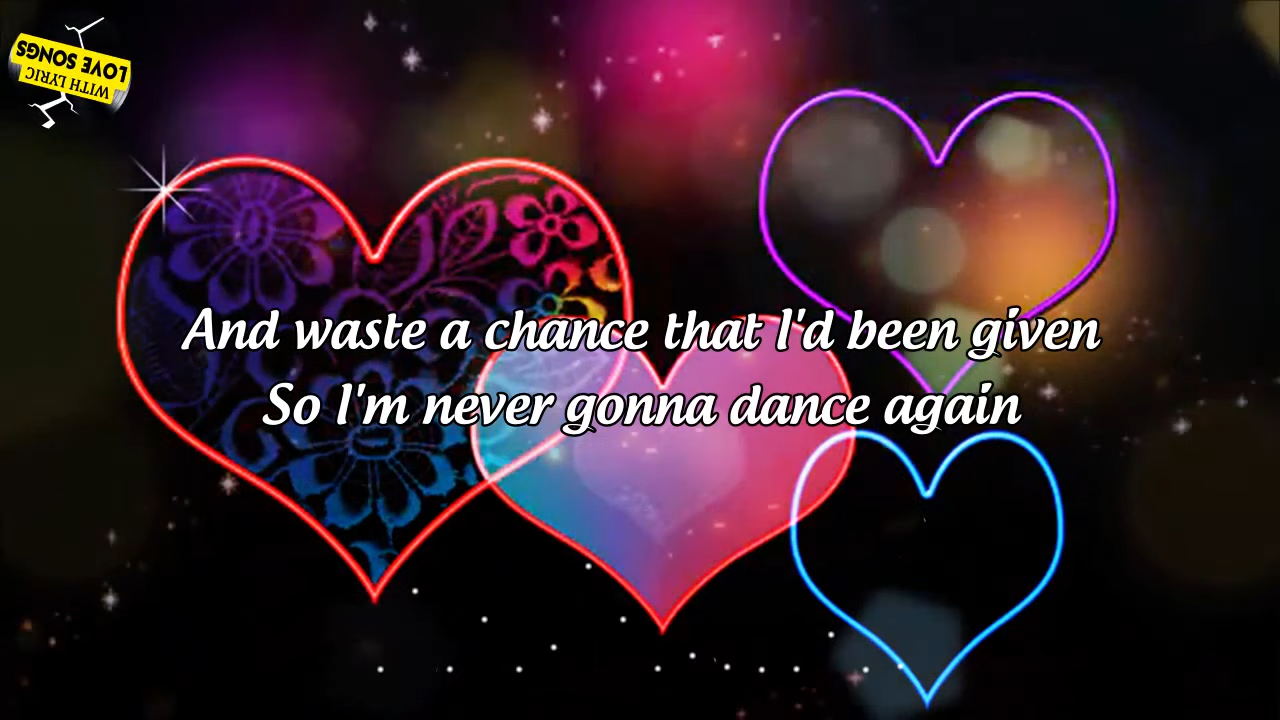 LOVE SONGS
WITH LYRIC
And waste a chance that I'd been given
So I'm never gonna dance again